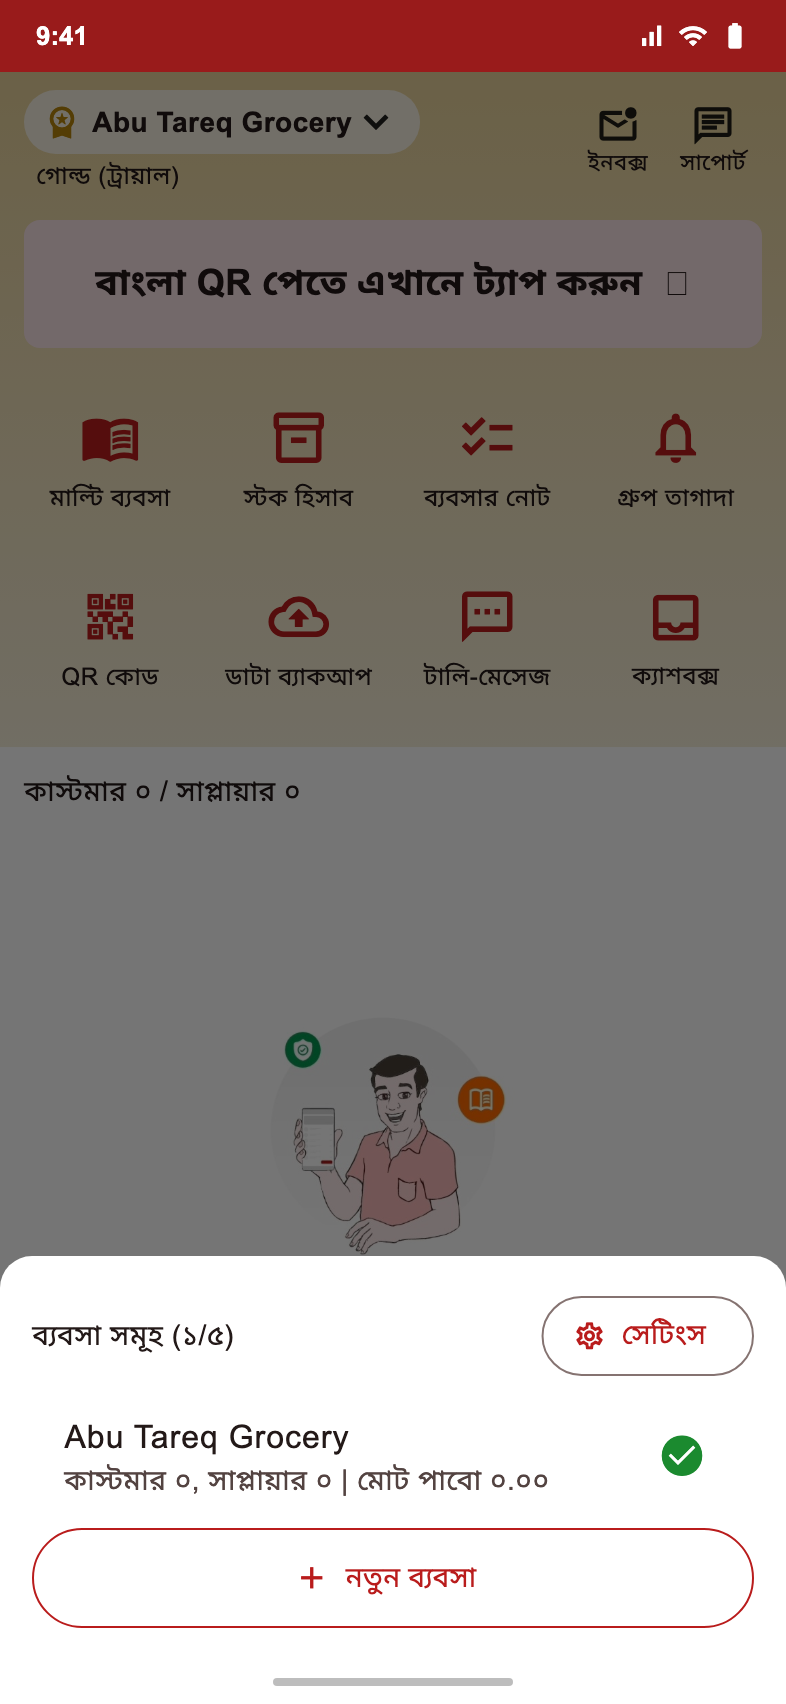 9:41
Abu Tareq Grocery
গোল্ড (ট্রায়াল)
ইনবক্স
সাপোর্ট
বাংলা QR পেতে এখানে ট্যাপ করুন
মাল্টি ব্যবসা
স্টক হিসাব
ব্যবসার নোট
গ্রুপ তাগাদা
QR কোড
ডাটা ব্যাকআপ
টালি-মেসেজ
ক্যাশবক্স
কাস্টমার ০ / সাপ্লায়ার ০
ব্যবসা সমূহ (১/৫)
সেটিংস
Abu Tareq Grocery
কাস্টমার ০, সাপ্লায়ার ০ | মোট পাবো ০.০০
+ নতুন ব্যবসা